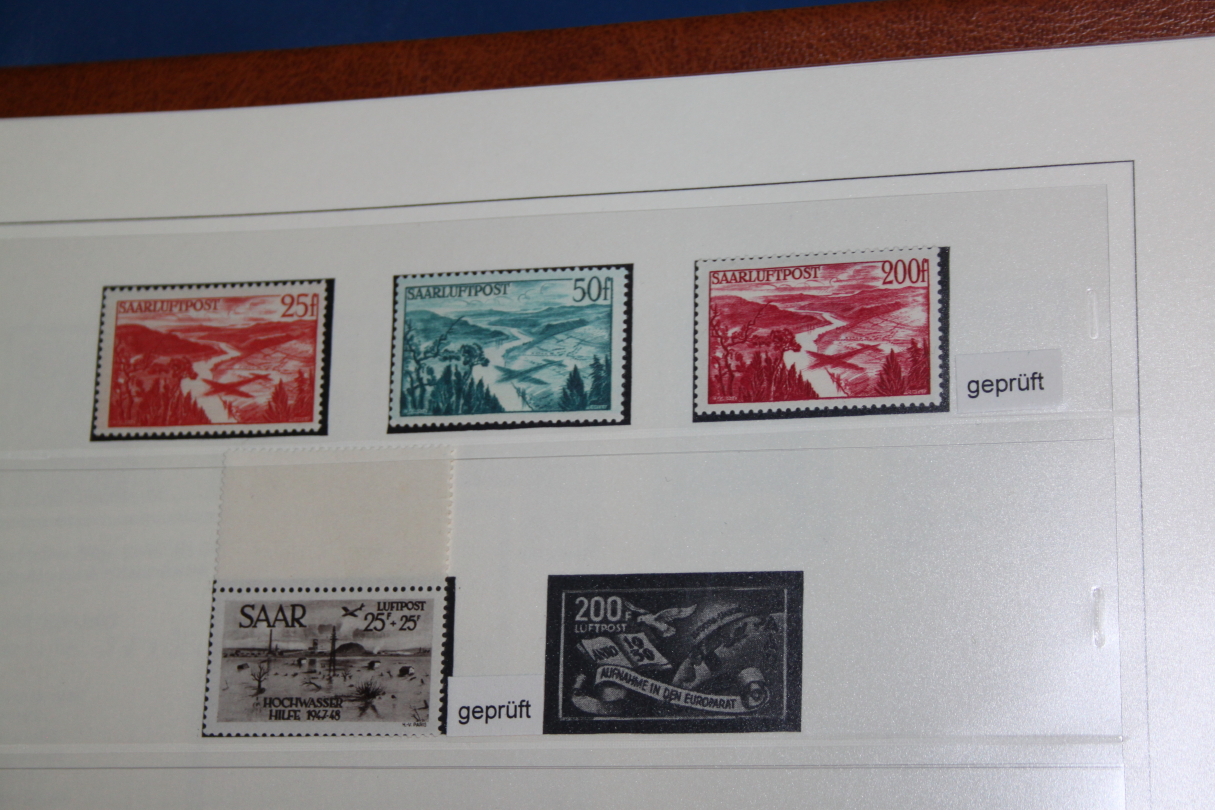 SAARLUFTPOST 25f
SAARLUFTPOST 50f
SAARLUFTPOST 200f
geprüft
SAAR
LUFTPOST
25F + 25F
HOCHWASSER
HILFE 1947-48
geprüft
200F
LUFTPOST
AUFNAHME IN DEN EUROPARAT